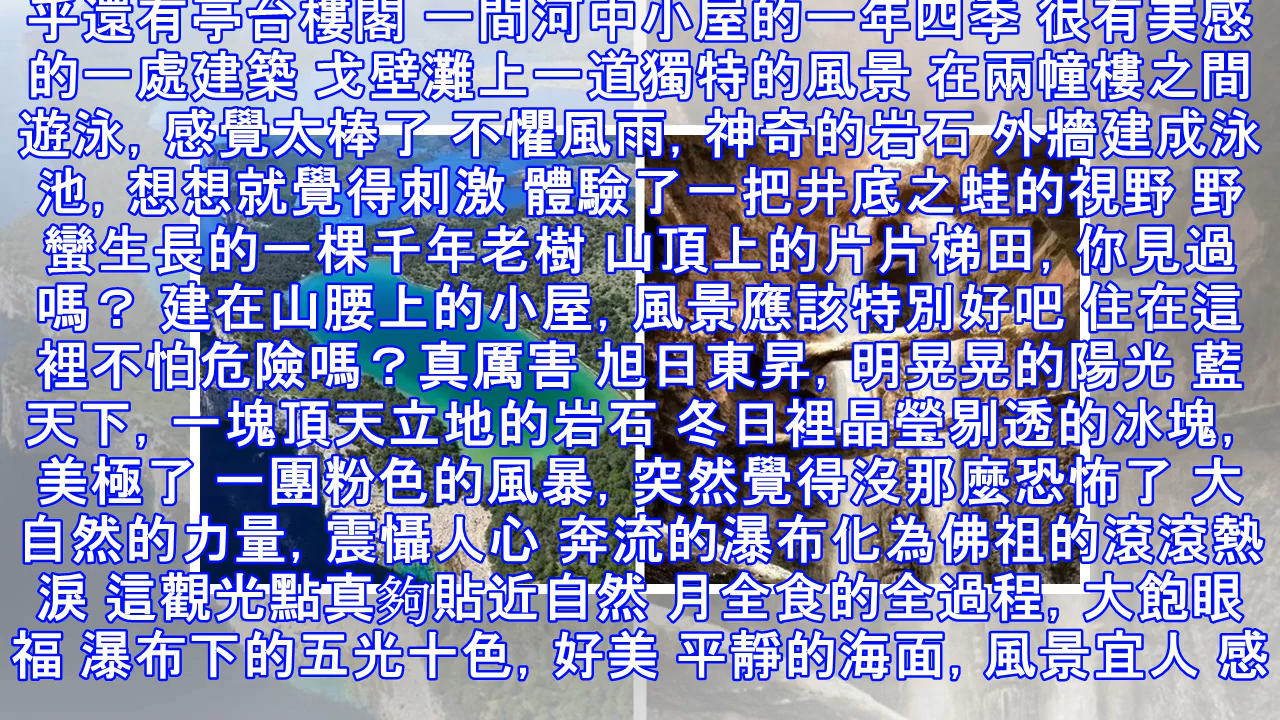 乎還有亭台樓閣 一間河中小屋的一年四季 很有美感
的一處建築 戈壁灘上一道獨特的風景 在兩幢樓之間
遊泳, 感覺太棒了 不懼風雨, 神奇的岩石 外牆建成泳
池, 想想就覺得刺激 體驗了一把井底之蛙的視野 野
蠻生長的一棵千年老樹 山頂上的片片梯田, 你見過
嗎？ 建在山腰上的小屋, 風景應該特別好吧 住在這
裡不怕危險嗎？真厲害 旭日東昇, 明晃晃的陽光 藍
天下, 一塊頂天立地的岩石 冬日裡晶瑩剔透的冰塊,
美極了 一團粉色的風暴, 突然覺得沒那麼恐怖了 大
自然的力量, 震懾人心 奔流的瀑布化為佛祖的滾滾熱
淚 這觀光點真夠貼近自然 月全食的全過程, 大飽眼
福 瀑布下的五光十色, 好美 平靜的海面, 風景宜人 感